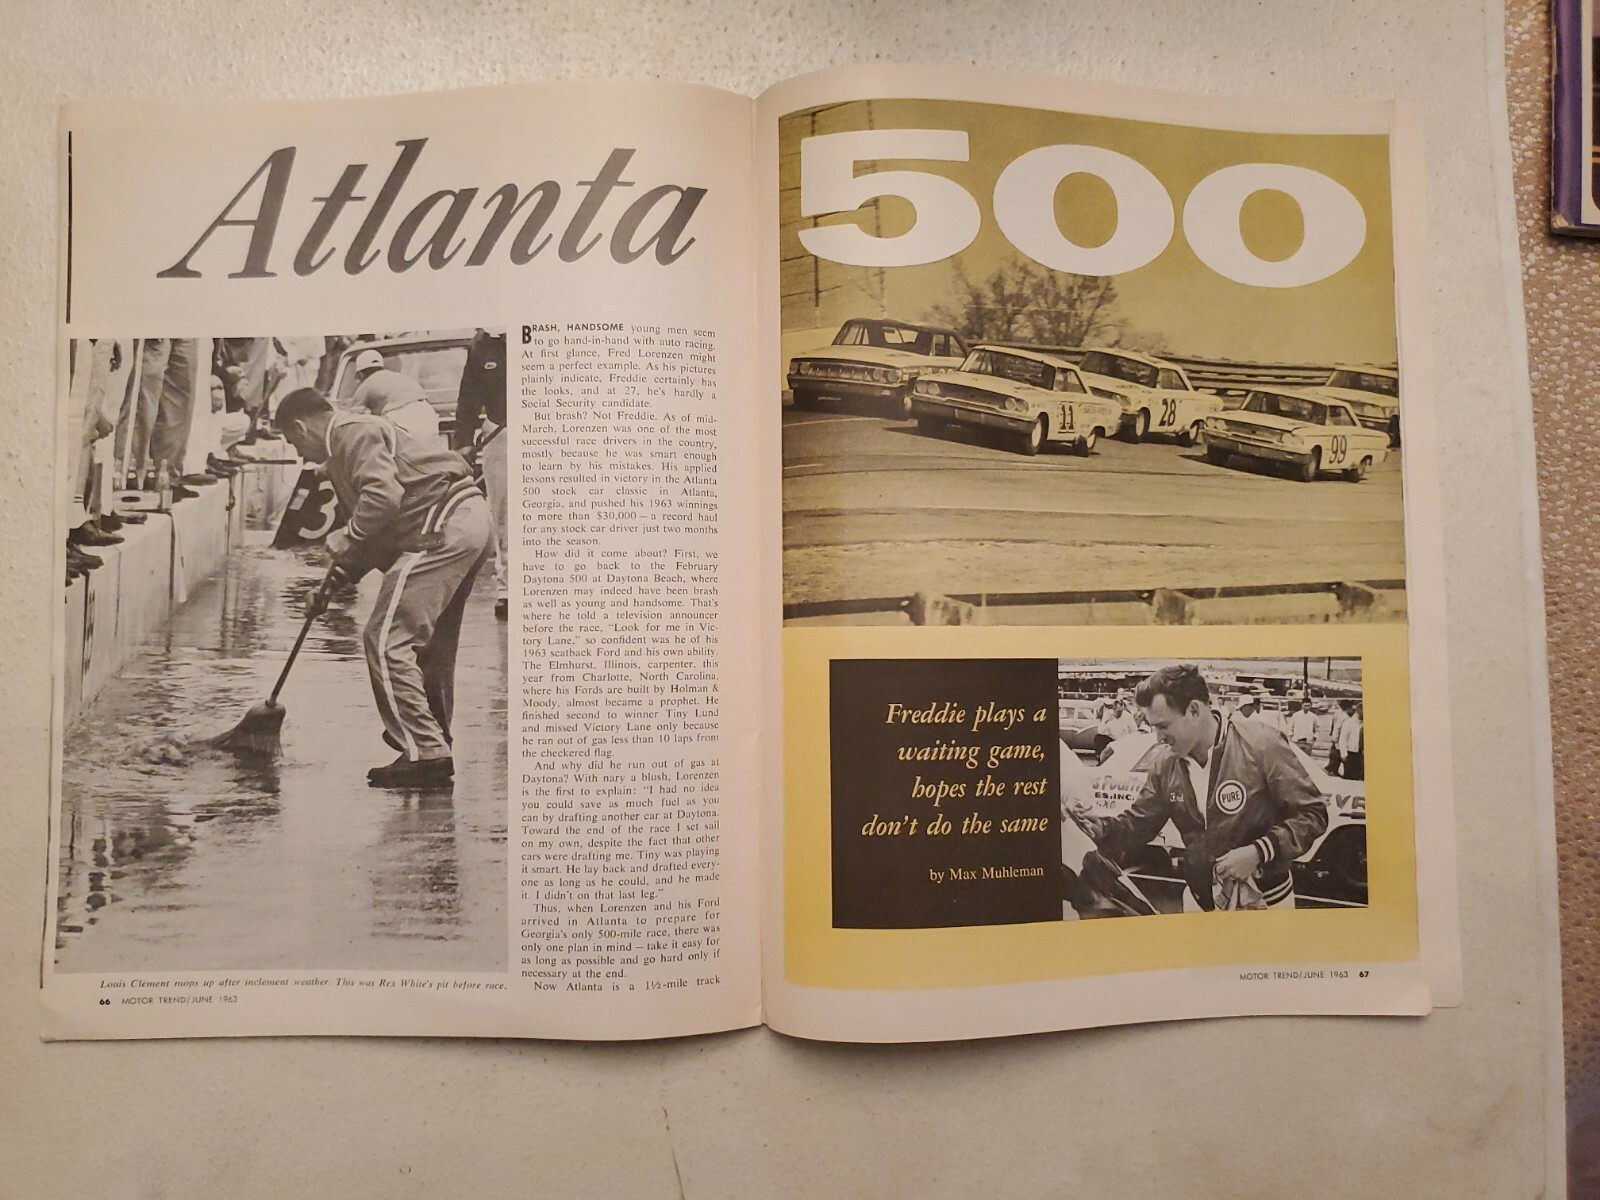 Atlanta
BRASH, HANDSOME young men seem
to go hand-in-hand with auto racing.
At first glance, Fred Lorenzen might
seem a perfect example. As his pictures
plainly indicate, Freddie certainly has
the looks, and at 27, he's hardly a
Social Security candidate.
But brash? Not Freddie. As of mid-
March, Lorenzen was one of the most
successful race drivers in the country,
mostly because he was smart enough
to learn by his mistakes. His applied
lessons resulted in victory in the Atlanta
500 stock car classic in Atlanta,
Georgia, and pushed his 1963 winnings
to more than $30,000 — a record haul
for any stock car driver just two months
into the season.
How did it come about? First, we
have to go back to the February
Daytona 500 at Daytona Beach, where
Lorenzen may indeed have been brash
as well as young and handsome. That's
where he told a television announcer
before the race, "Look for me in Vic-
tory Lane," so confident was he of his
1963 scatback Ford and his own ability.
The Elmhurst, Illinois, carpenter, this
year from Charlotte, North Carolina,
where his Fords are built by Holman &
Moody, almost became a prophet. He
finished second to winner Tiny Lund
and missed Victory Lane only because
he ran out of gas less than 10 laps from
the checkered flag.
And why did he run out of gas at
Daytona? With nary a blush, Lorenzen
is the first to explain: "I had no idea
you could save as much fuel as you
can by drafting another car at Daytona.
Toward the end of the race I set sail
on my own, despite the fact that other
cars were drafting me. Tiny was playing
it smart. He lay back and drafted every-
one as long as he could, and he made
it. I didn't on that last leg."
Thus, when Lorenzen and his Ford
arrived in Atlanta to prepare for
Georgia's only 500-mile race, there was
only one plan in mind — take it easy for
as long as possible and go hard only if
necessary at the end.
Now Atlanta is a 1½-mile track
73
Louis Clement mops up after inclement weather. This was Rex White's pit before race.
66 MOTOR TREND/JUNE 1963
500
11
28
99
Freddie plays a
waiting game,
hopes the rest
don't do the same
by Max Muhleman
ES, INC.
Fred
PURE
MOTOR TREND/JUNE 1963 67